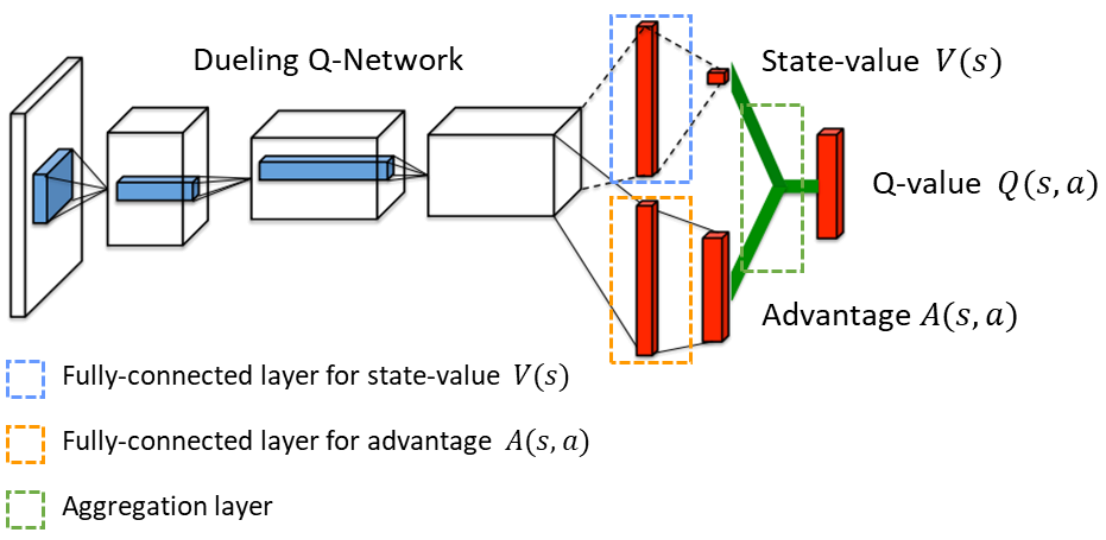 Dueling Q-Network
State-value V(s)
Q-value Q(s, a)
Advantage A(s, a)
Fully-connected layer for state-value V(s)
Fully-connected layer for advantage A(s, a)
Aggregation layer